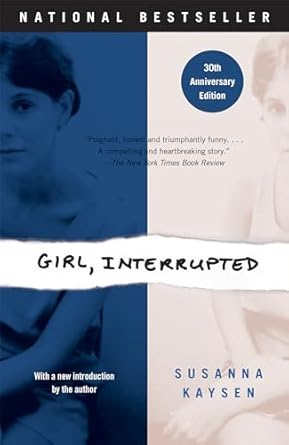 NATIONAL BESTSELLER
30th
Anniversary
Edition
"Poignant, honest and triumphantly funny. . . .
A compelling and heartbreaking story."
—The New York Times Book Review
GIRL, INTERRUPTED
With a new introduction
by the author
SUSANNA
KAYSEN